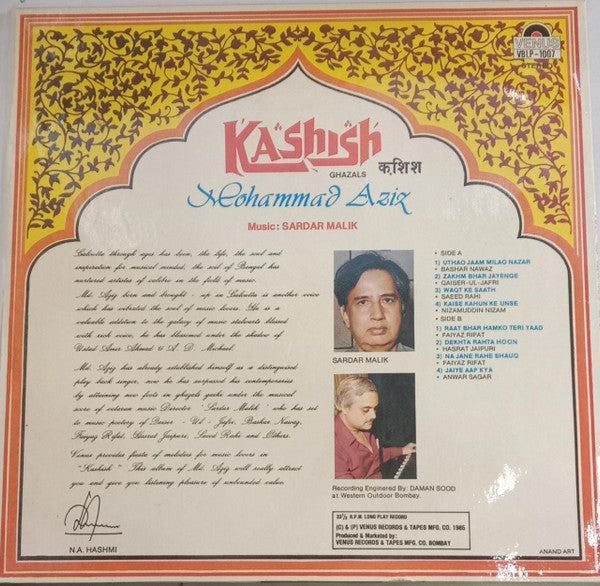 VENUS
VBLP-1007
STEREO
KASHISH
GHAZALS
कशिश
Mohammad Aziz
Music: SARDAR MALIK
Calcutta through ages has been, the life, the soul and
inspiration for musical minded, the soil of Bengal has
nurtured artistes of calibre in the field of music.
Md. Aziz born and brought - up in Calcutta is another voice
which has vibrated the soul of music lovers. He is a
valuable addition to the galaxy of music students blessed
with rich voice, he has blossomed under the shadow of
Ustad Amir Ahmad & A. D. Michael.
Md. Aziz has already established himself as a distinguised
play back singer, now he has surpassed his contemporaries
by attaining new foots in ghazals geeks under the musical
score of veteran music Director 'Sardar Malik' who has set
to music poetry of Qaiser - Ul - Jafri, Bashar Nawaz,
Faiyaz Rifat, Hasrat Jaipuri, Saeed Rahi and Others.
Venus provides fiesta of melodies for music lovers in
"Kashish" This album of Md. Aziz will really attract
you and give you listening pleasure of unbounded value.
N.A. HASHMI
SARDAR MALIK
Recording Engineered By: DAMAN SOOD
at Western Outdoor Bombay.
• SIDE A
1) UTHAO JAAM MILAO NAZAR
• BASHAR NAWAZ
2) ZAKHM BHAR JAYENGE
• QAISER-UL-JAFRI
3) WAQT KE SAATH
• SAEED RAHI
4) KAISE KAHUN KE UNSE
• NIZAMUDDIN NIZAM
• SIDE B
1) RAAT BHAR HAMKO TERI YAAD
• FAIYAZ RIFAT
2) DEKHTA RAHTA HOON
• HASRAT JAIPURI
3) NA JANE RAHE SHAUQ
• FAIYAZ RIFAT
4) JAIYE AAP KYA
• ANWAR SAGAR
33⅓ R.P.M. LONG PLAY RECORD
(C) & (P) VENUS RECORDS & TAPES MFG. CO. 1985
Produced & Marketed by:
VENUS RECORDS & TAPES MFG. CO. BOMBAY
ANAND ART